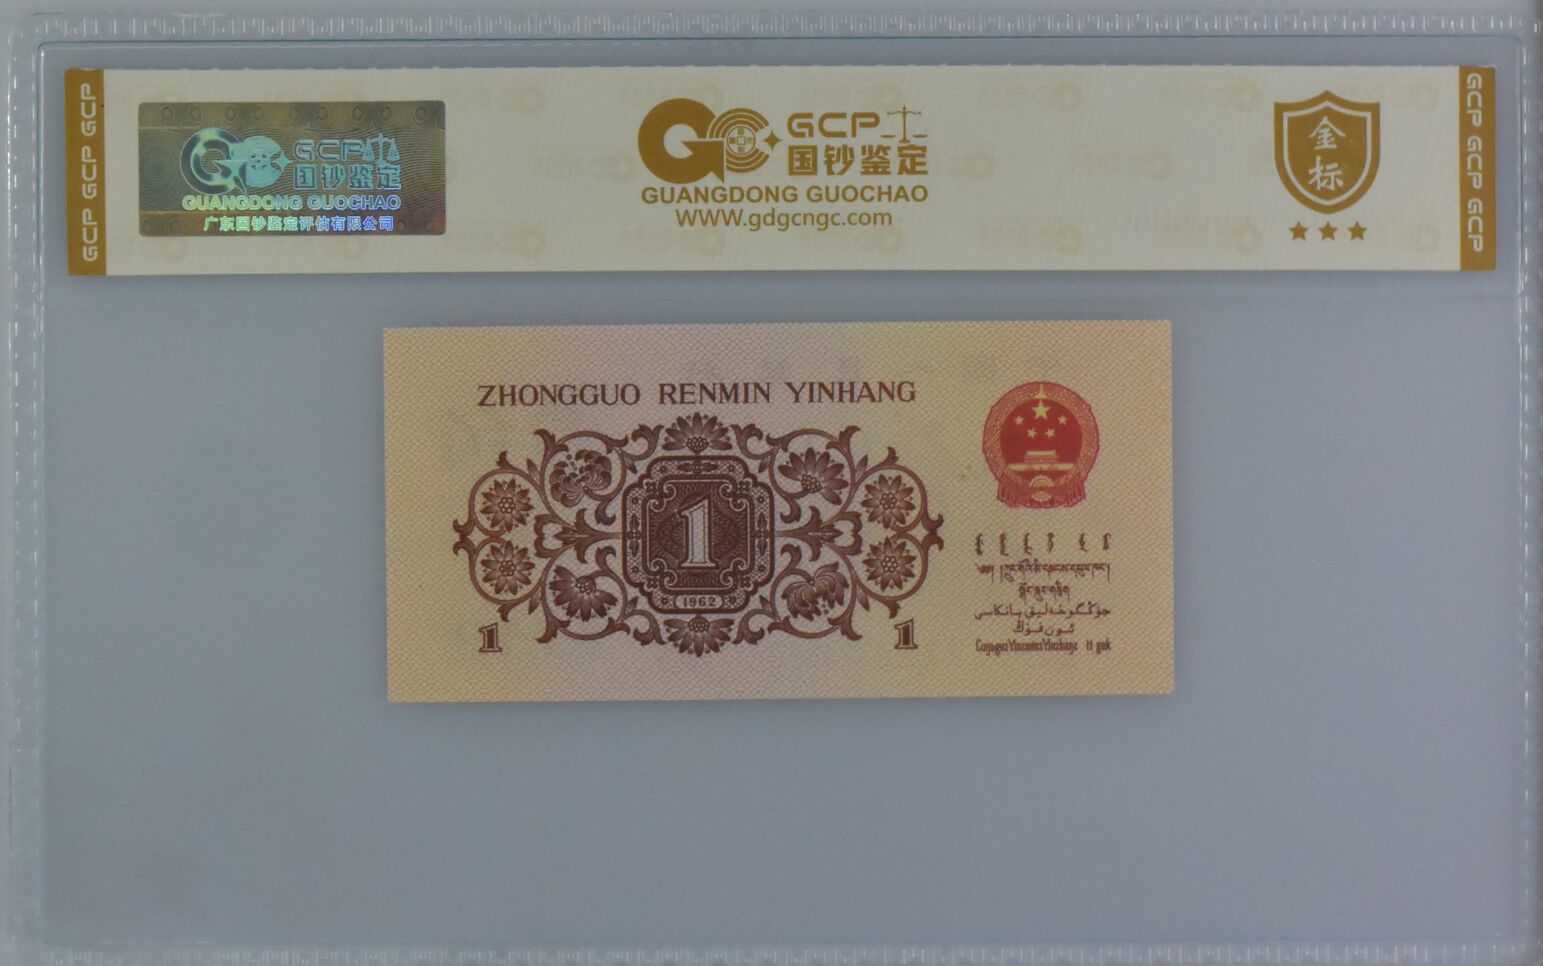 GCP GCP GCP
GCP
国钞鉴定
GUANGDONG GUOCHAO
广东国钞鉴定评估有限公司
GCP
国钞鉴定
GUANGDONG GUOCHAO
WWW.gdgcngc.com
金
标
GCP GCP GCP
ZHONGGUO RENMIN YINHANG
1
1962
1 1